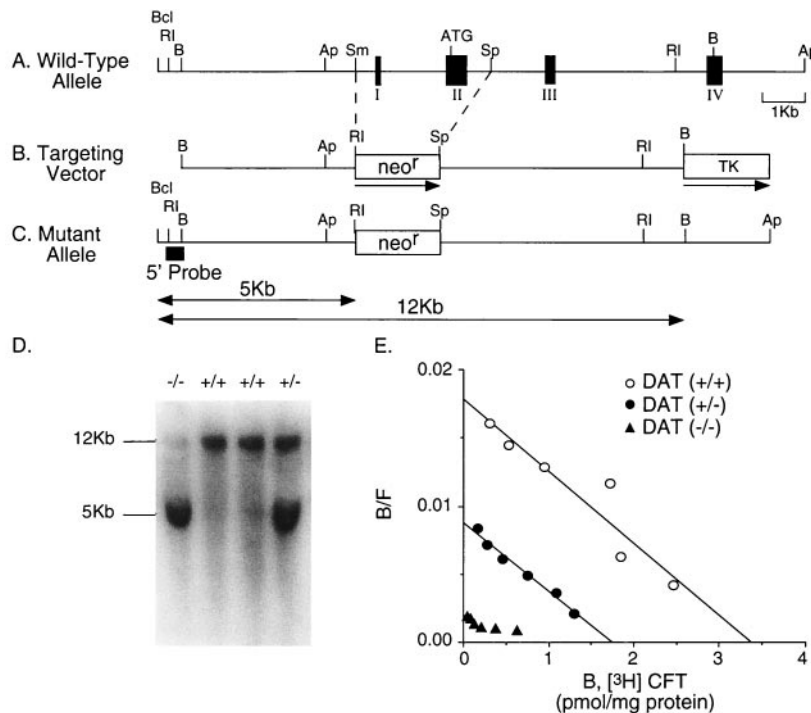 Bcl
RI
B
Ap
Sm
ATG
Sp
RI
B
Ap
A. Wild-Type
Allele
I
II
III
IV
1Kb
B. Targeting
Vector
B
Ap
RI
neoʳ
Sp
RI
B
TK
Bcl
RI
B
Ap
RI
neoʳ
Sp
RI
B
Ap
C. Mutant
Allele
5' Probe
5Kb
12Kb
D.
-/-
+/+
+/+
+/-
12Kb
5Kb
E.
0.02
0.01
0.00
B/F
DAT (+/+)
DAT (+/-)
DAT (-/-)
0
1
2
3
4
B, [³H] CFT
(pmol/mg protein)